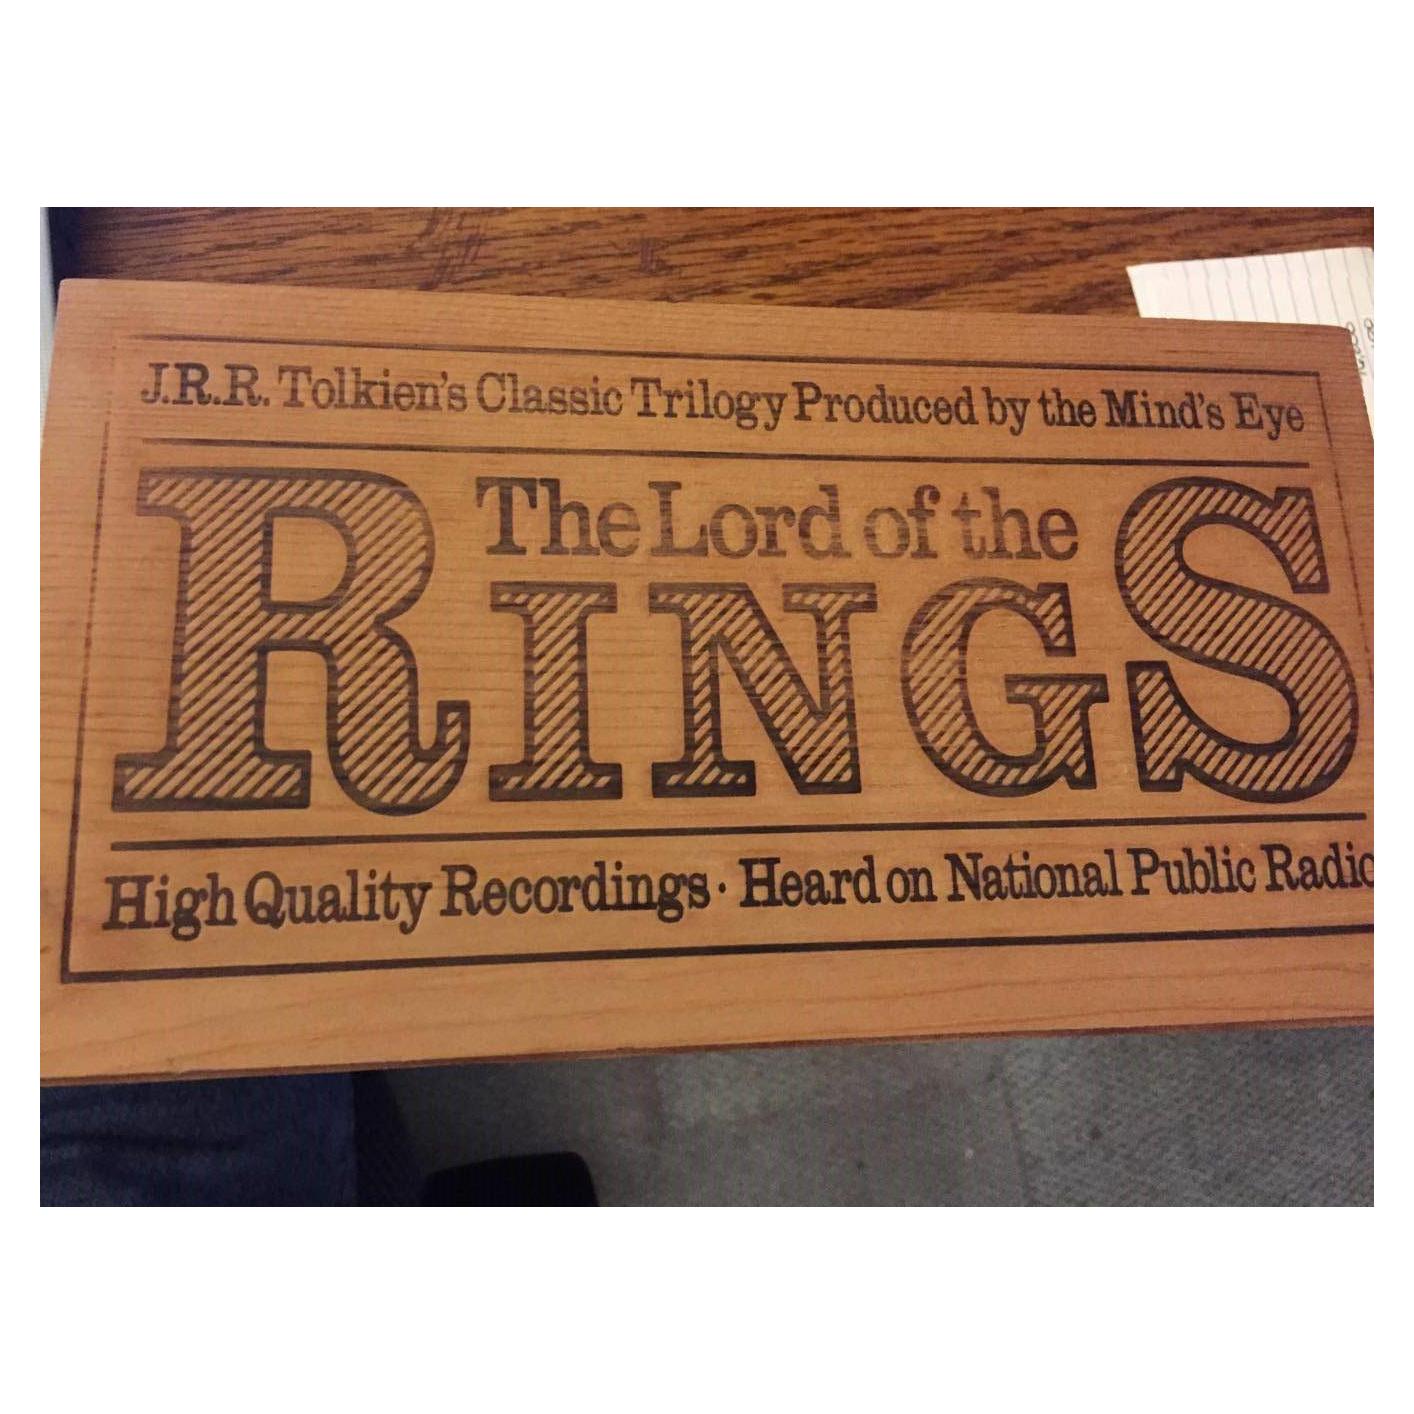 J.R.R. Tolkien's Classic Trilogy Produced by the Mind's Eye
The Lord of the
RINGS
High Quality Recordings · Heard on National Public Radio